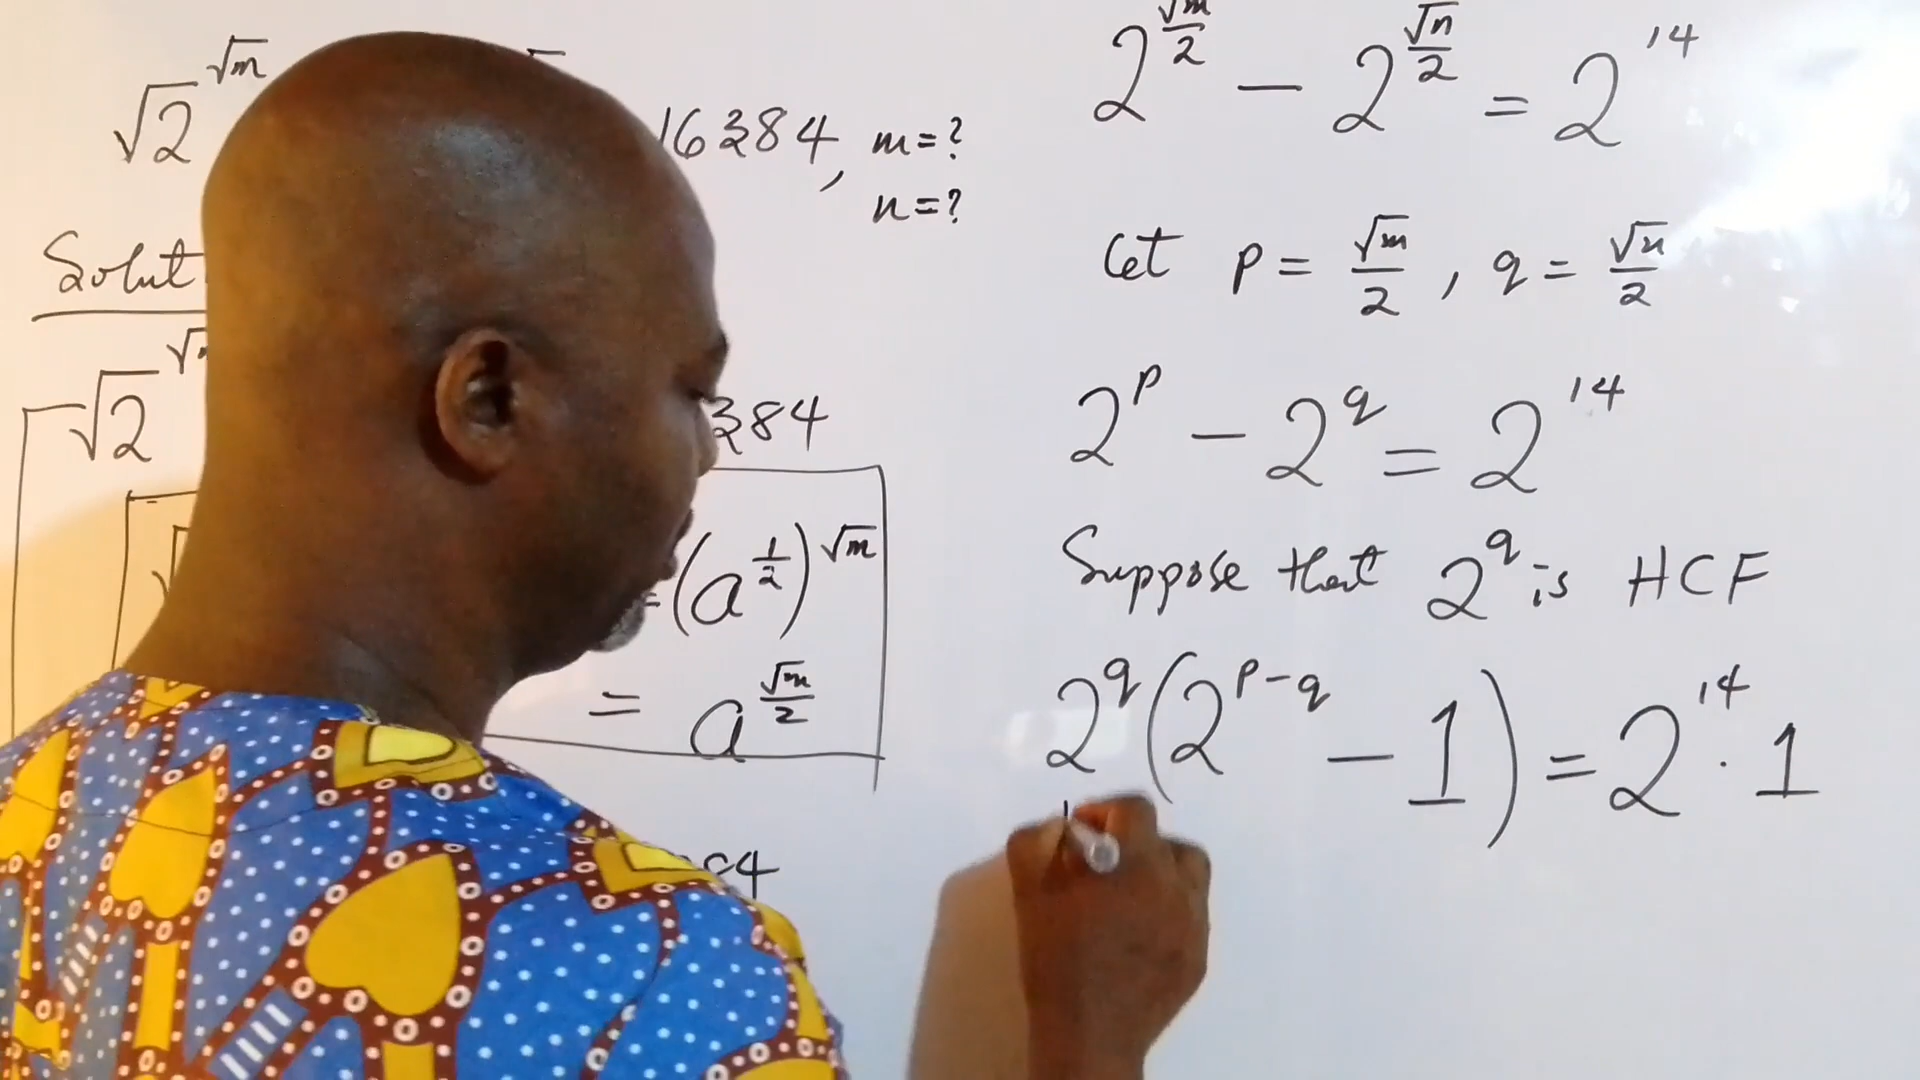 √2^√m 16384, m=?
n=?
Solut
√2 384
=(a^(1/2))^√m
= a^(√m/2)
2^(√m/2) − 2^(√n/2) = 2^14
Let p = √m/2, q = √n/2
2^p − 2^q = 2^14
Suppose that 2^q is HCF
2^q(2^(p−q) − 1) = 2^14 · 1